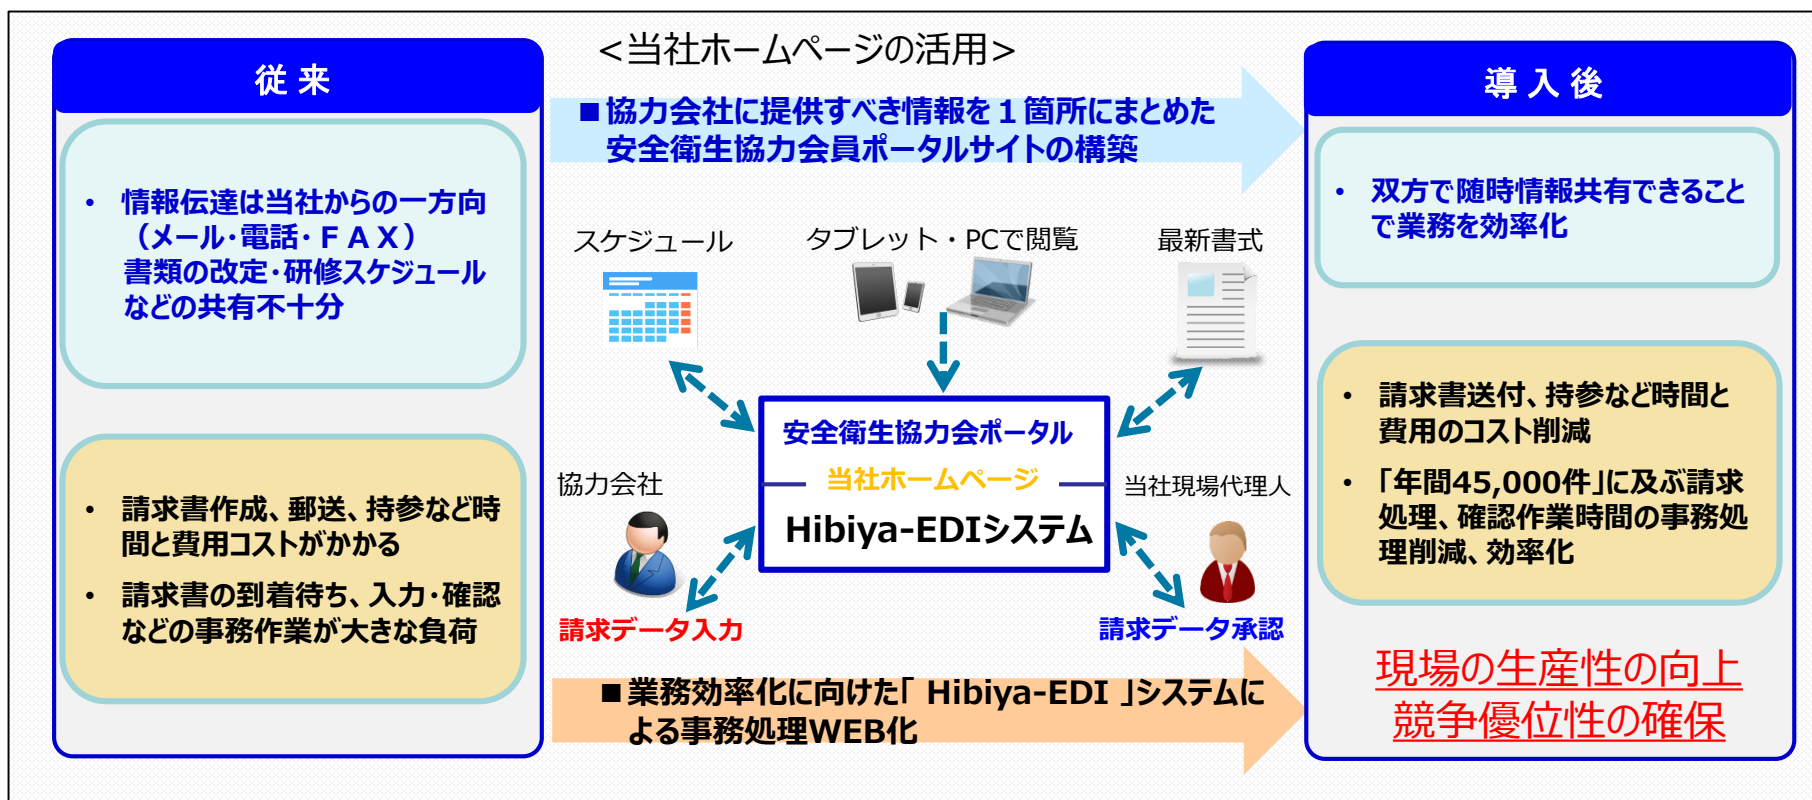 <当社ホームページの活用>
従 来
・ 情報伝達は当社からの一方向
（メール・電話・ＦＡＸ）
書類の改定・研修スケジュール
などの共有不十分
・ 請求書作成、郵送、持参など時
間と費用コストがかかる
・ 請求書の到着待ち、入力・確認
などの事務作業が大きな負荷
■協力会社に提供すべき情報を１箇所にまとめた
安全衛生協力会員ポータルサイトの構築
スケジュール
タブレット・PCで閲覧
最新書式
安全衛生協力会ポータル
当社ホームページ
Hibiya-EDIシステム
協力会社
請求データ入力
当社現場代理人
請求データ承認
■業務効率化に向けた「 Hibiya-EDI 」システムに
よる事務処理WEB化
導 入 後
・ 双方で随時情報共有できること
で業務を効率化
・ 請求書送付、持参など時間と
費用のコスト削減
・ 「年間45,000件」に及ぶ請求
処理、確認作業時間の事務処
理削減、効率化
現場の生産性の向上
競争優位性の確保